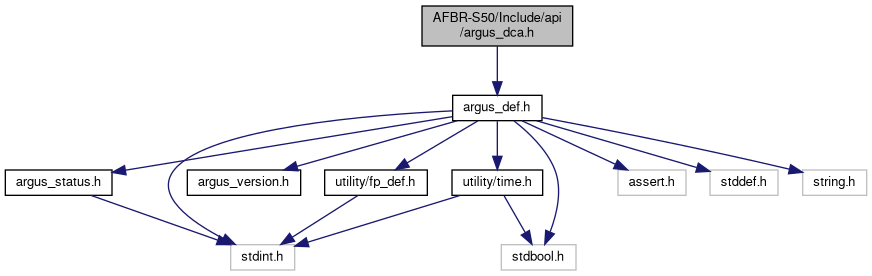 AFBR-S50/Include/api
/argus_dca.h
argus_def.h
argus_status.h
argus_version.h
utility/fp_def.h
utility/time.h
assert.h
stddef.h
string.h
stdint.h
stdbool.h